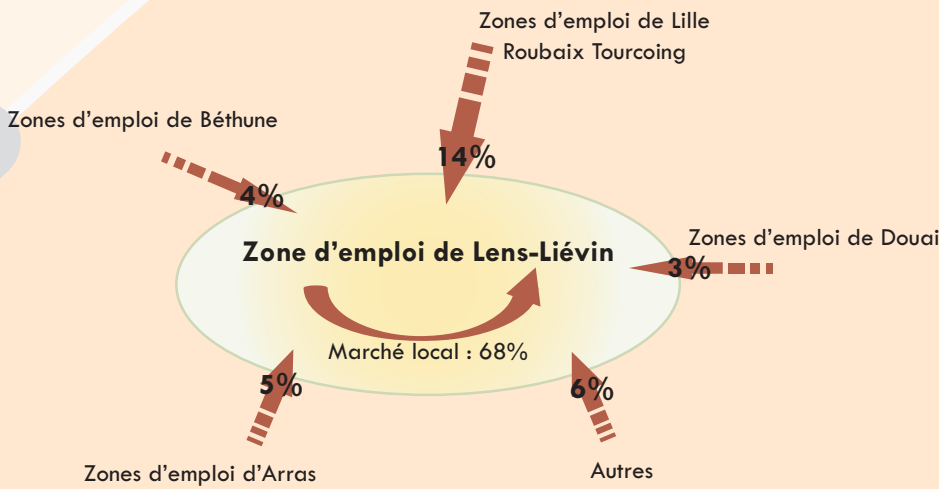 Zones d'emploi de Lille
Roubaix Tourcoing
Zones d'emploi de Béthune
14%
4%
Zone d'emploi de Lens-Liévin
Zones d'emploi de Douai
3%
Marché local : 68%
5%
6%
Zones d'emploi d'Arras
Autres